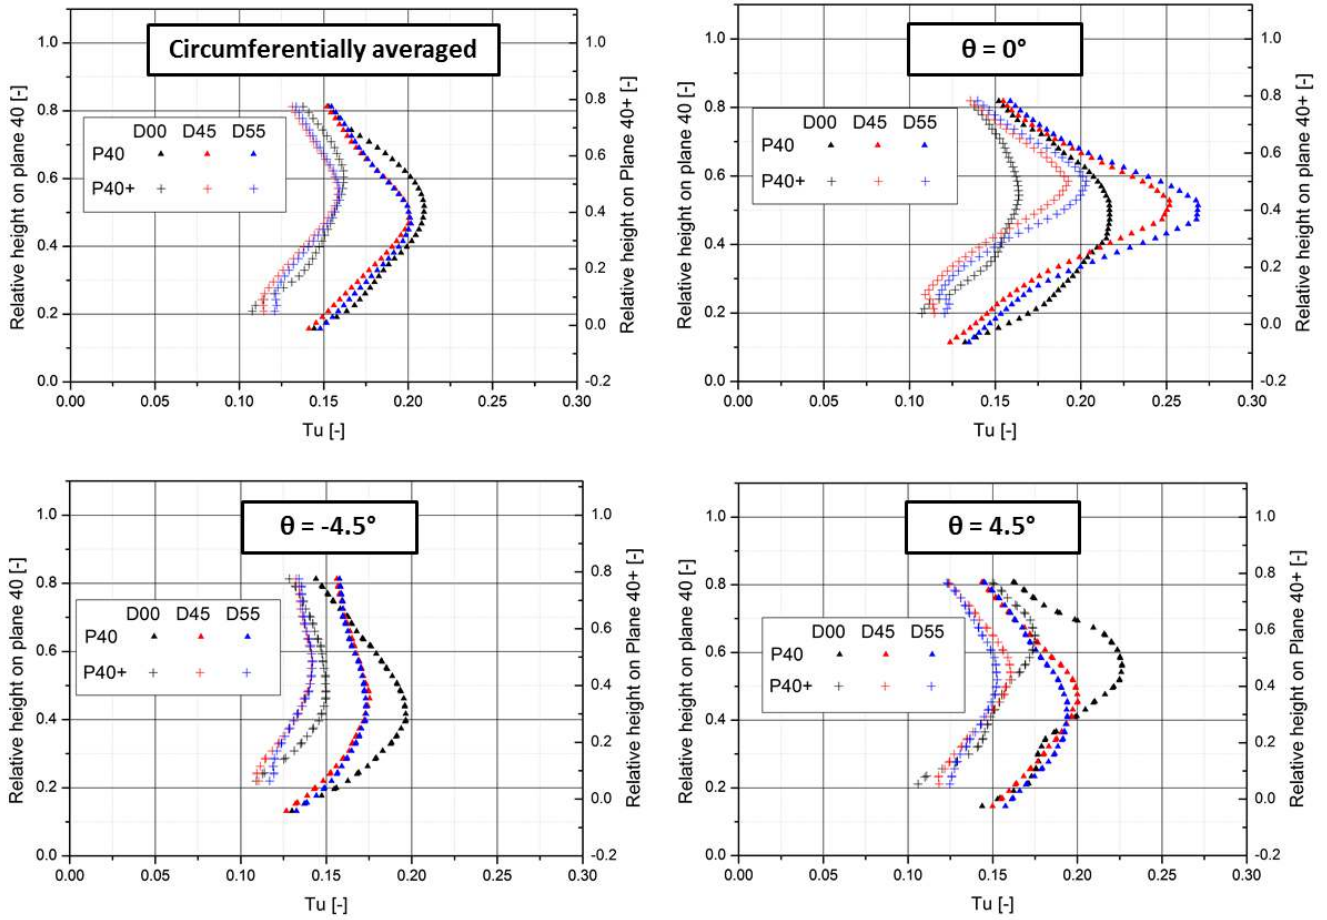 Circumferentially averaged
Relative height on Plane 40 [-]
1.0
0.8
0.6
0.4
0.2
0.0
D00 D45 D55
P40
P40+
1.0
0.8
0.6
0.4
0.2
0.0
-0.2
Relative height on Plane 40+ [-]
0.00 0.05 0.10 0.15 0.20 0.25 0.30
Tu [-]
θ = 0°
Relative height on Plane 40 [-]
1.0
0.8
0.6
0.4
0.2
0.0
D00 D45 D55
P40
P40+
1.0
0.8
0.6
0.4
0.2
0.0
-0.2
Relative height on plane 40+ [-]
0.00 0.05 0.10 0.15 0.20 0.25 0.30
Tu [-]
θ = -4.5°
Relative height on plane 40 [-]
1.0
0.8
0.6
0.4
0.2
0.0
D00 D45 D55
P40
P40+
1.0
0.8
0.6
0.4
0.2
0.0
-0.2
Relative height on Plane 40+ [-]
0.00 0.05 0.10 0.15 0.20 0.25 0.30
Tu [-]
θ = 4.5°
Relative height on plane 40 [-]
1.0
0.8
0.6
0.4
0.2
0.0
D00 D45 D55
P40
P40+
1.0
0.8
0.6
0.4
0.2
0.0
-0.2
Relative height on Plane 40+ [-]
0.00 0.05 0.10 0.15 0.20 0.25 0.30
Tu [-]